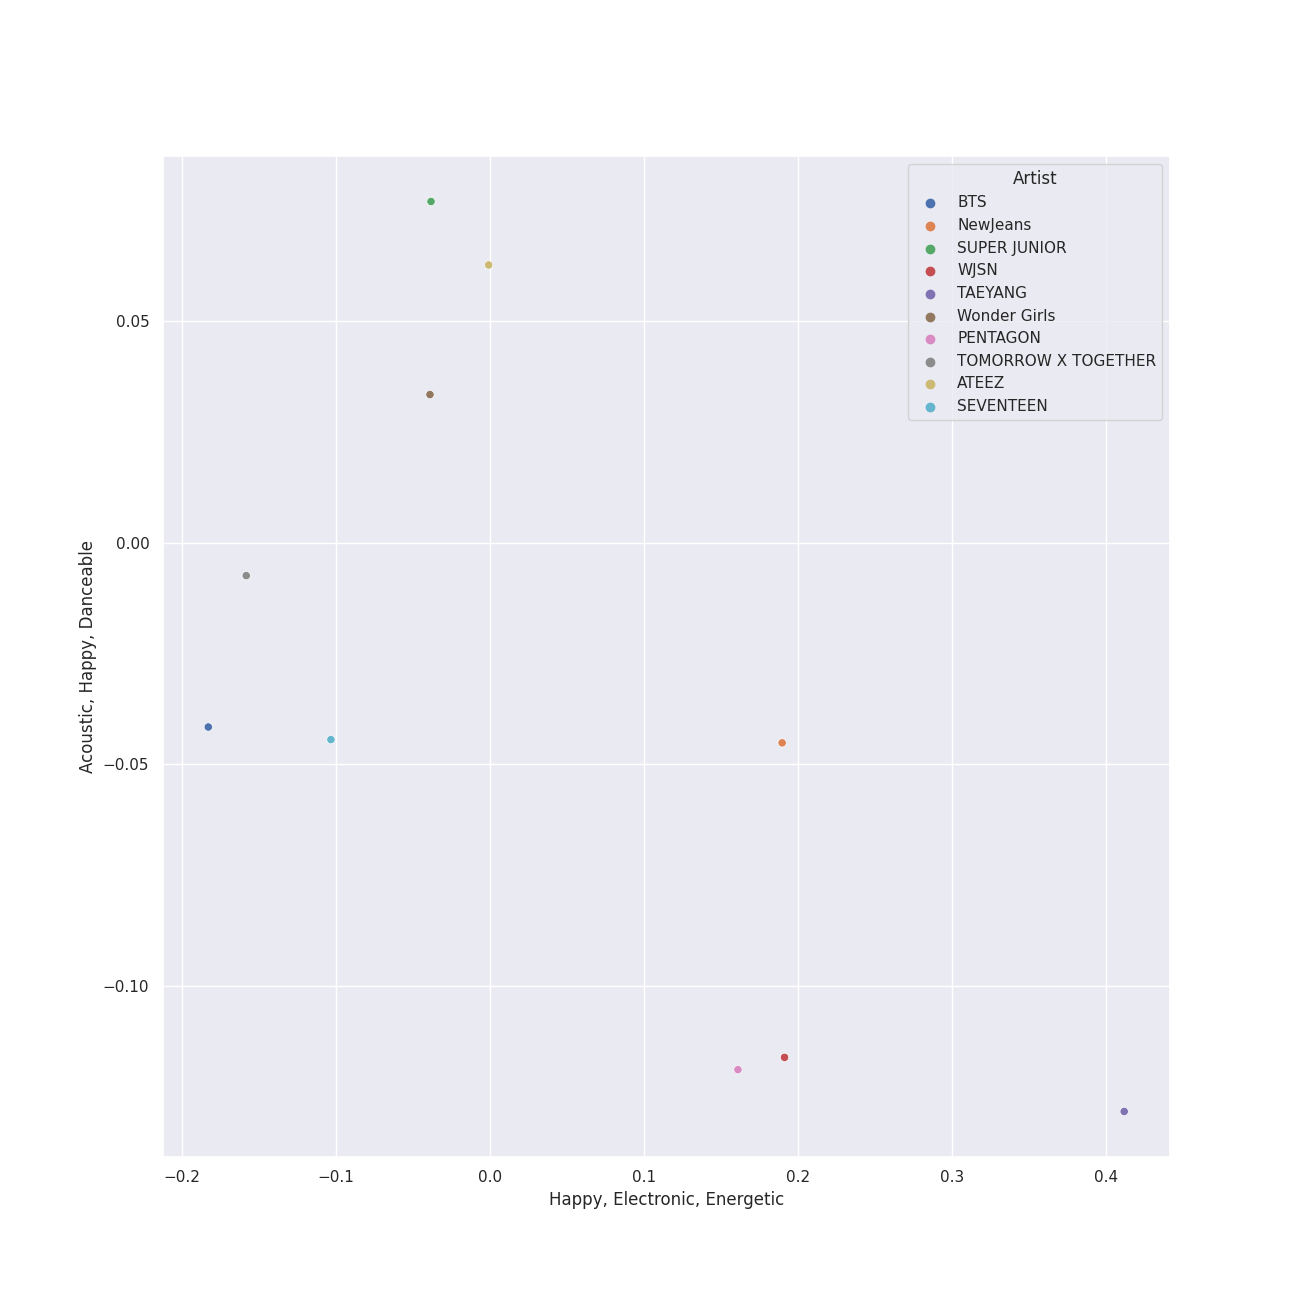 Artist
BTS
NewJeans
SUPER JUNIOR
WJSN
TAEYANG
Wonder Girls
PENTAGON
TOMORROW X TOGETHER
ATEEZ
SEVENTEEN
0.05
0.00
−0.05
−0.10
Acoustic, Happy, Danceable
−0.2
−0.1
0.0
0.1
0.2
0.3
0.4
Happy, Electronic, Energetic